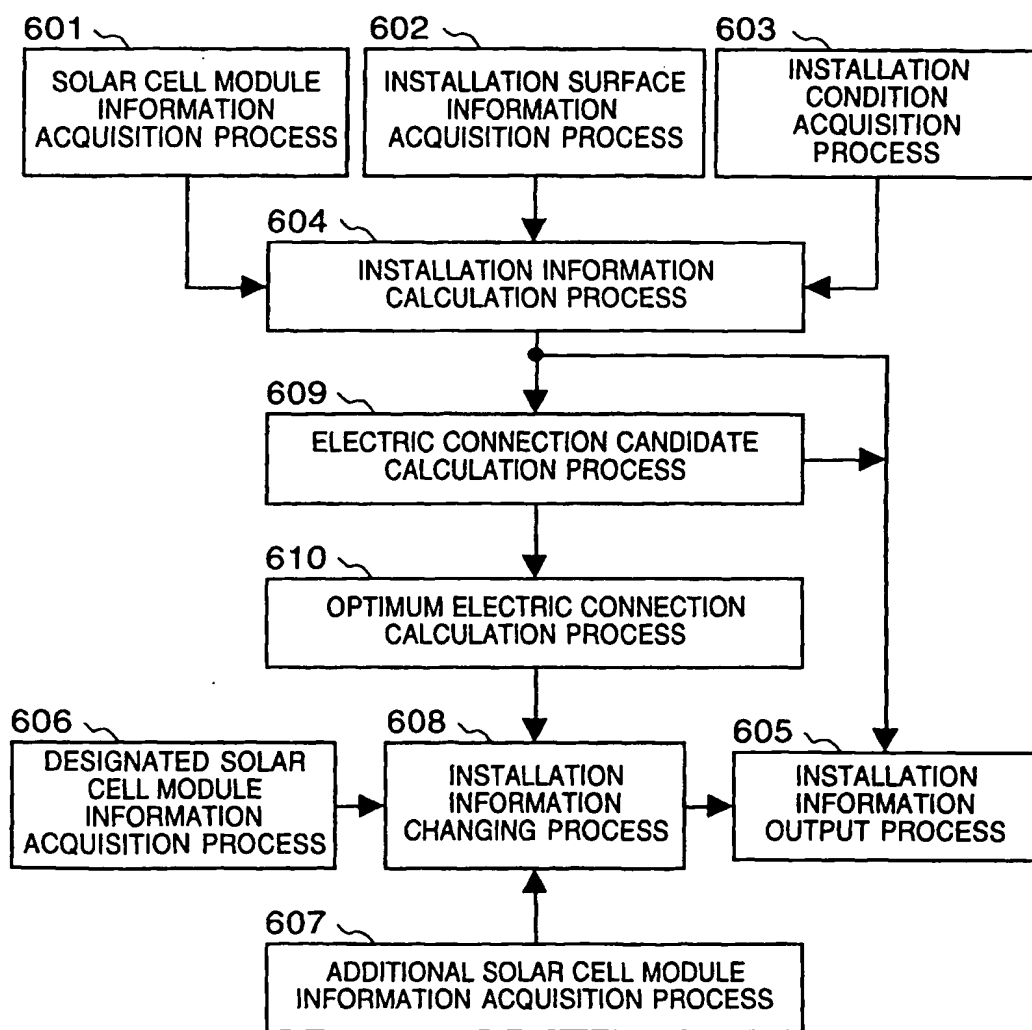 601
SOLAR CELL MODULE
INFORMATION
ACQUISITION PROCESS
602
INSTALLATION SURFACE
INFORMATION
ACQUISITION PROCESS
603
INSTALLATION
CONDITION
ACQUISITION
PROCESS
604
INSTALLATION INFORMATION
CALCULATION PROCESS
609
ELECTRIC CONNECTION CANDIDATE
CALCULATION PROCESS
610
OPTIMUM ELECTRIC CONNECTION
CALCULATION PROCESS
606
DESIGNATED SOLAR
CELL MODULE
INFORMATION
ACQUISITION PROCESS
608
INSTALLATION
INFORMATION
CHANGING PROCESS
605
INSTALLATION
INFORMATION
OUTPUT PROCESS
607
ADDITIONAL SOLAR CELL MODULE
INFORMATION ACQUISITION PROCESS